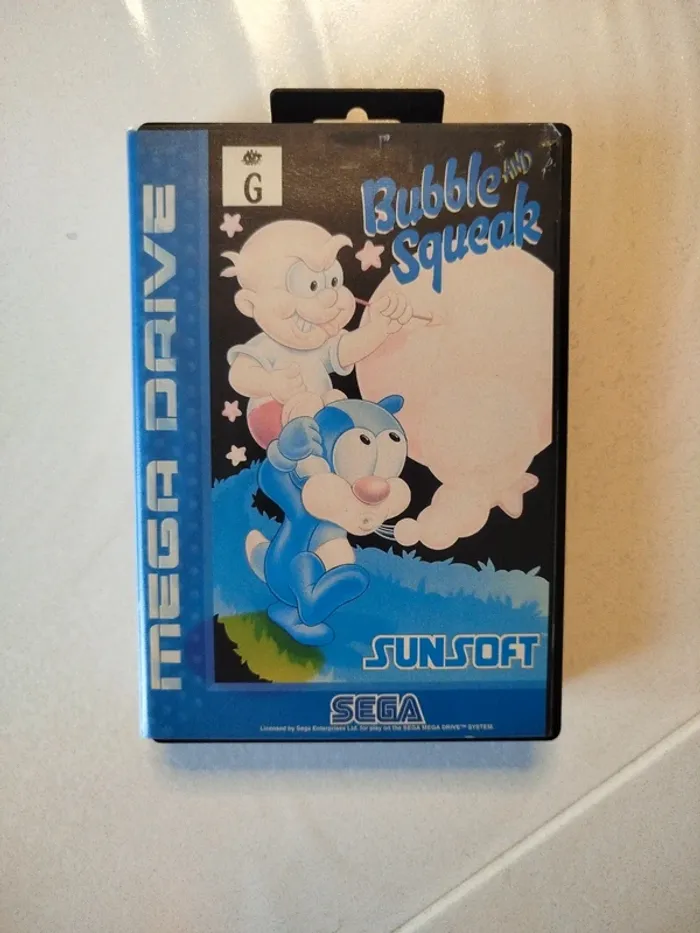 G
Bubble AND
Squeak
MEGA DRIVE
SUNSOFT
SEGA
Licensed by Sega Enterprises Ltd. for play on the SEGA MEGA DRIVE™ SYSTEM.